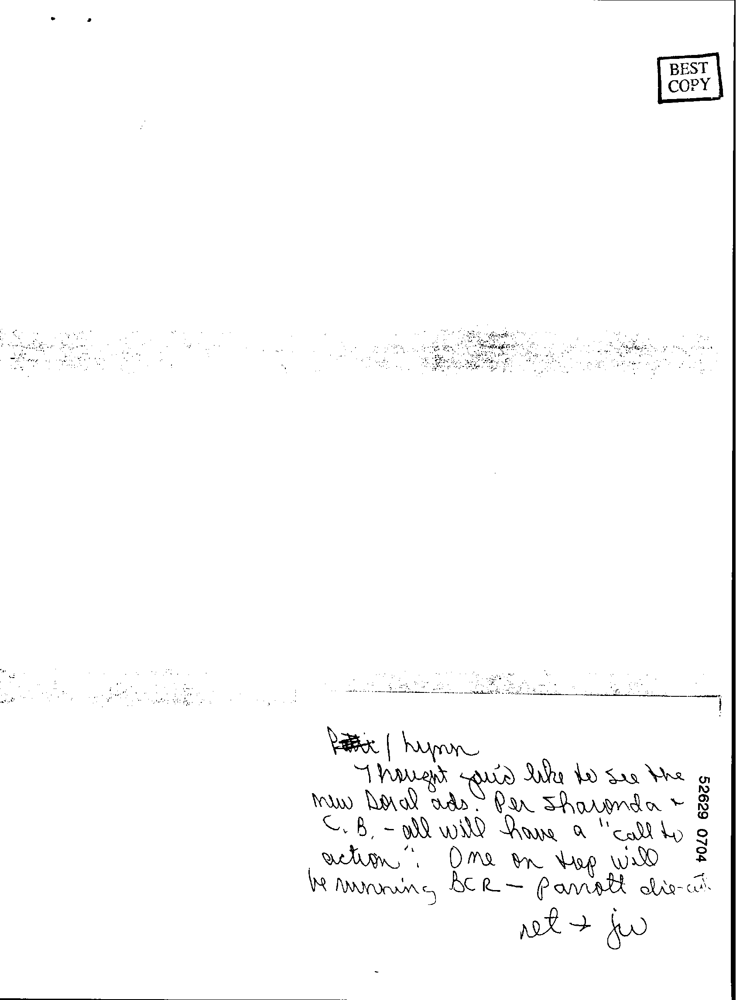 BEST
COPY
/ Lynn
Thought you'd like to see the
new Doral ads. Per Sharonda &
C.B. - all will have a "call to
action". One on top will
be running BCR - parrott die-cut.
ret → jw
52629 0704